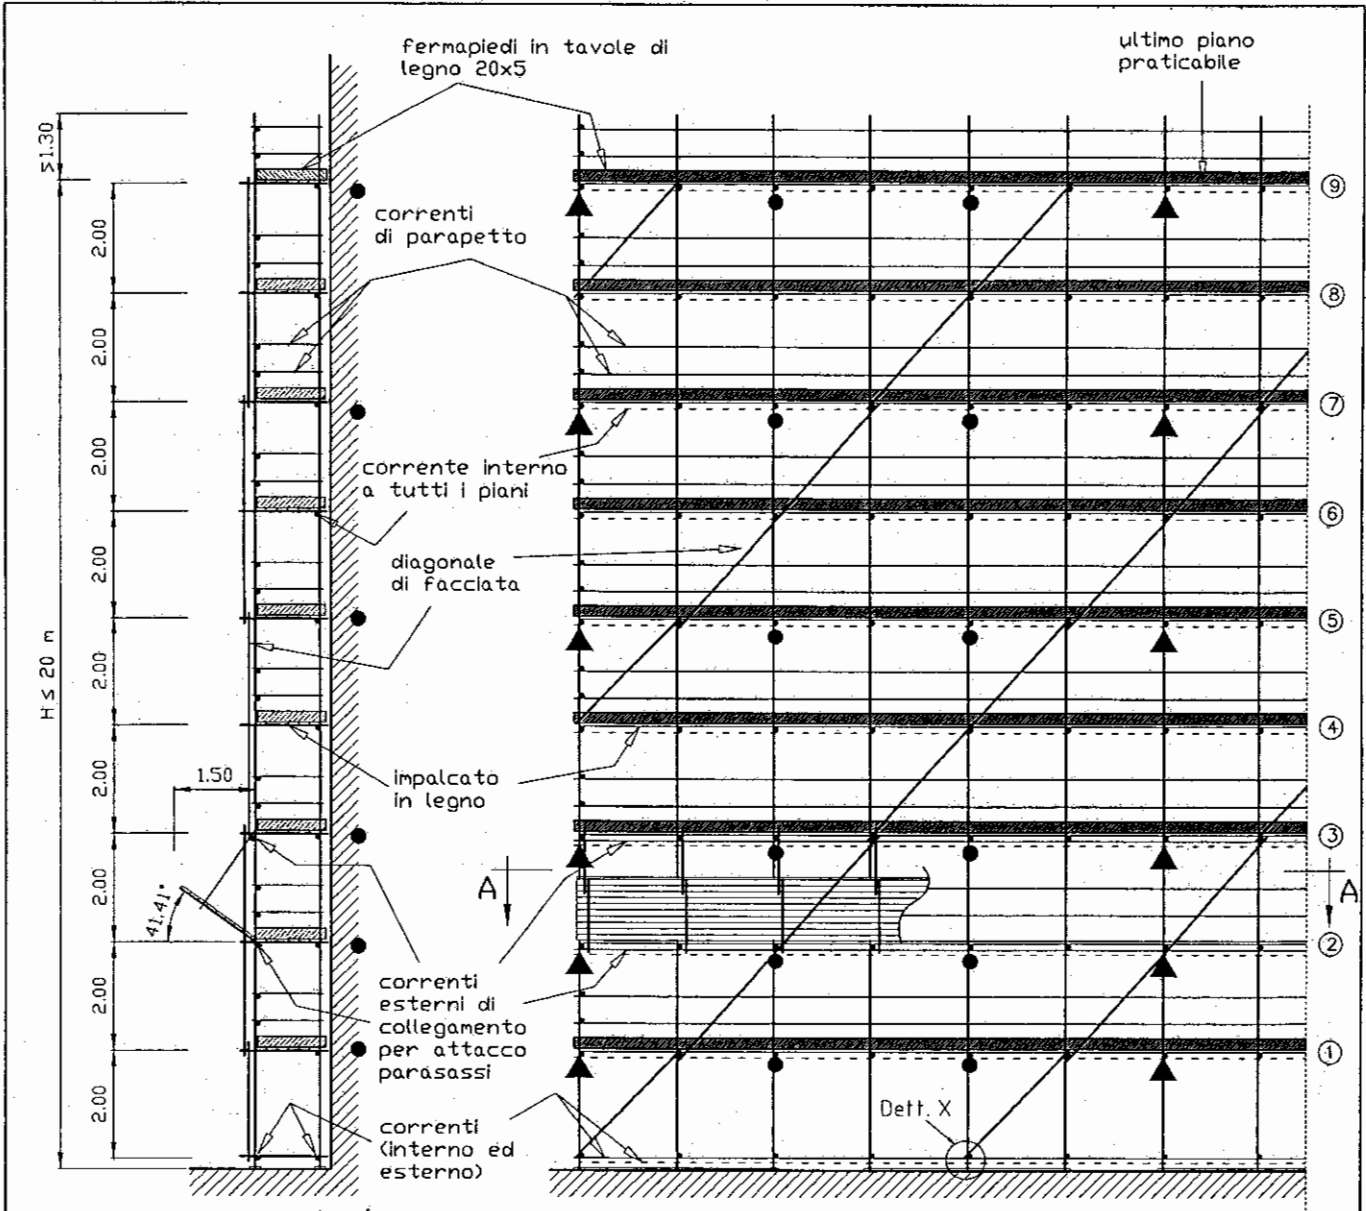 fermapiedi in tavole di
legno 20x5
ultimo piano
praticabile
≤1.30
9
2.00
correnti
di parapetto
8
2.00
7
2.00
corrente interno
a tutti i piani
6
2.00
diagonale
di facciata
5
H ≤ 20 m
2.00
4
1.50
2.00
impalcato
in legno
3
A
A
2.00
41.41°
2
correnti
esterni di
collegamento
per attacco
parasassi
2.00
1
2.00
Dett. X
correnti
(interno ed
esterno)